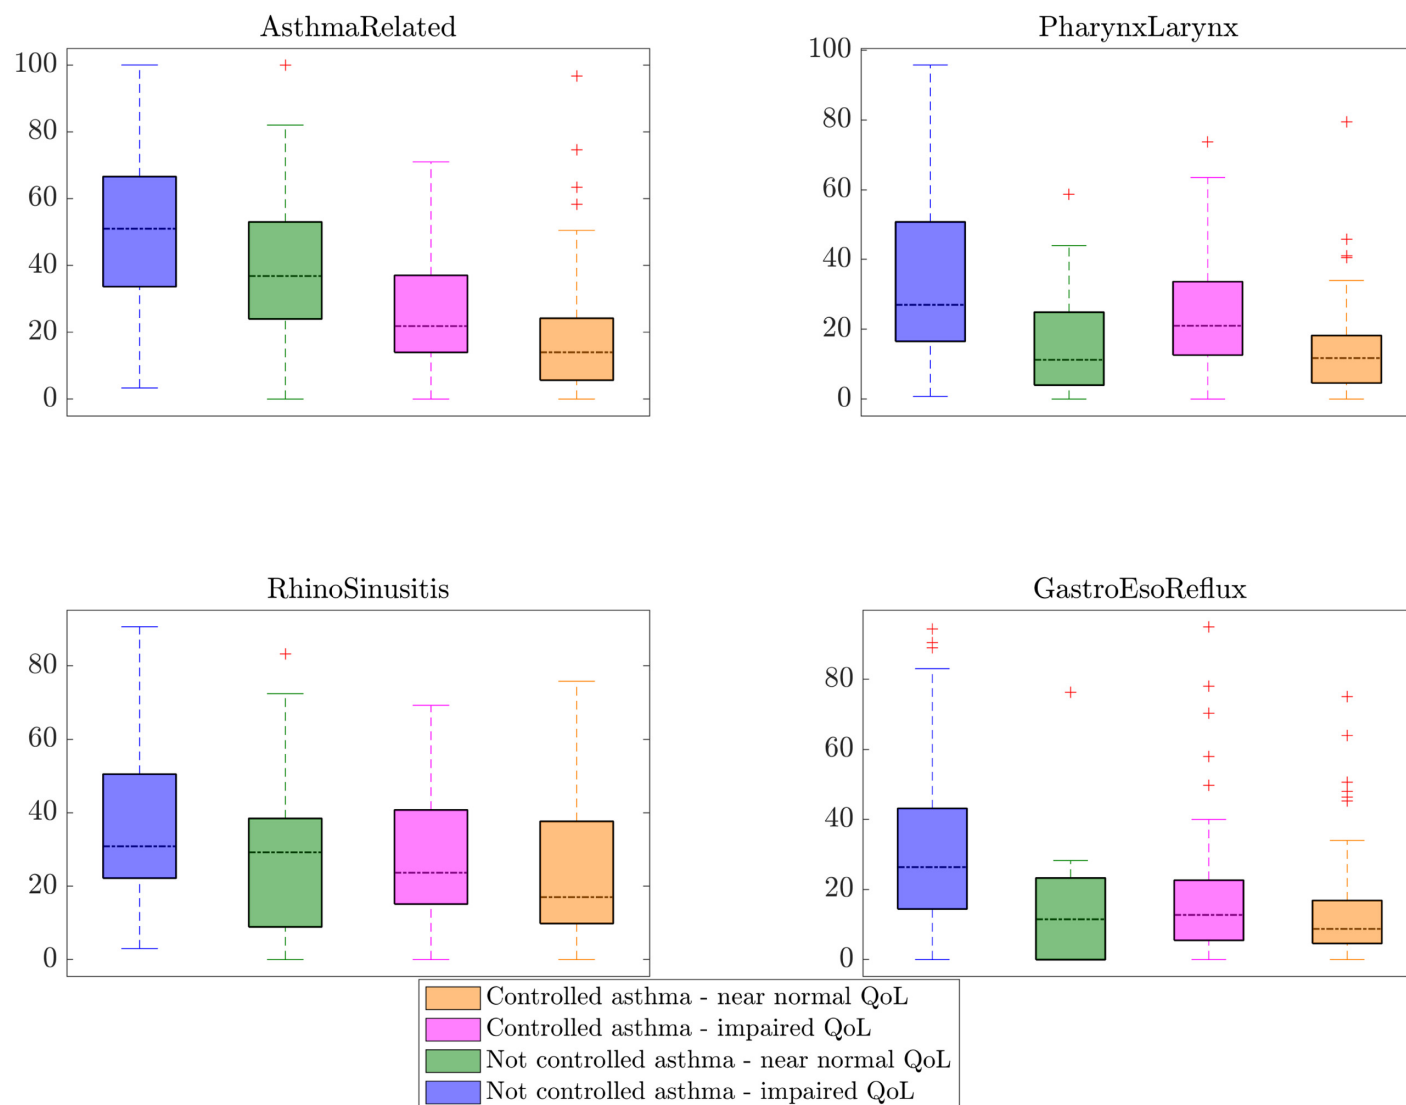 AsthmaRelated
100
80
60
40
20
0
PharynxLarynx
100
80
60
40
20
0
RhinoSinusitis
80
60
40
20
0
GastroEsoReflux
80
60
40
20
0
Controlled asthma - near normal QoL
Controlled asthma - impaired QoL
Not controlled asthma - near normal QoL
Not controlled asthma - impaired QoL